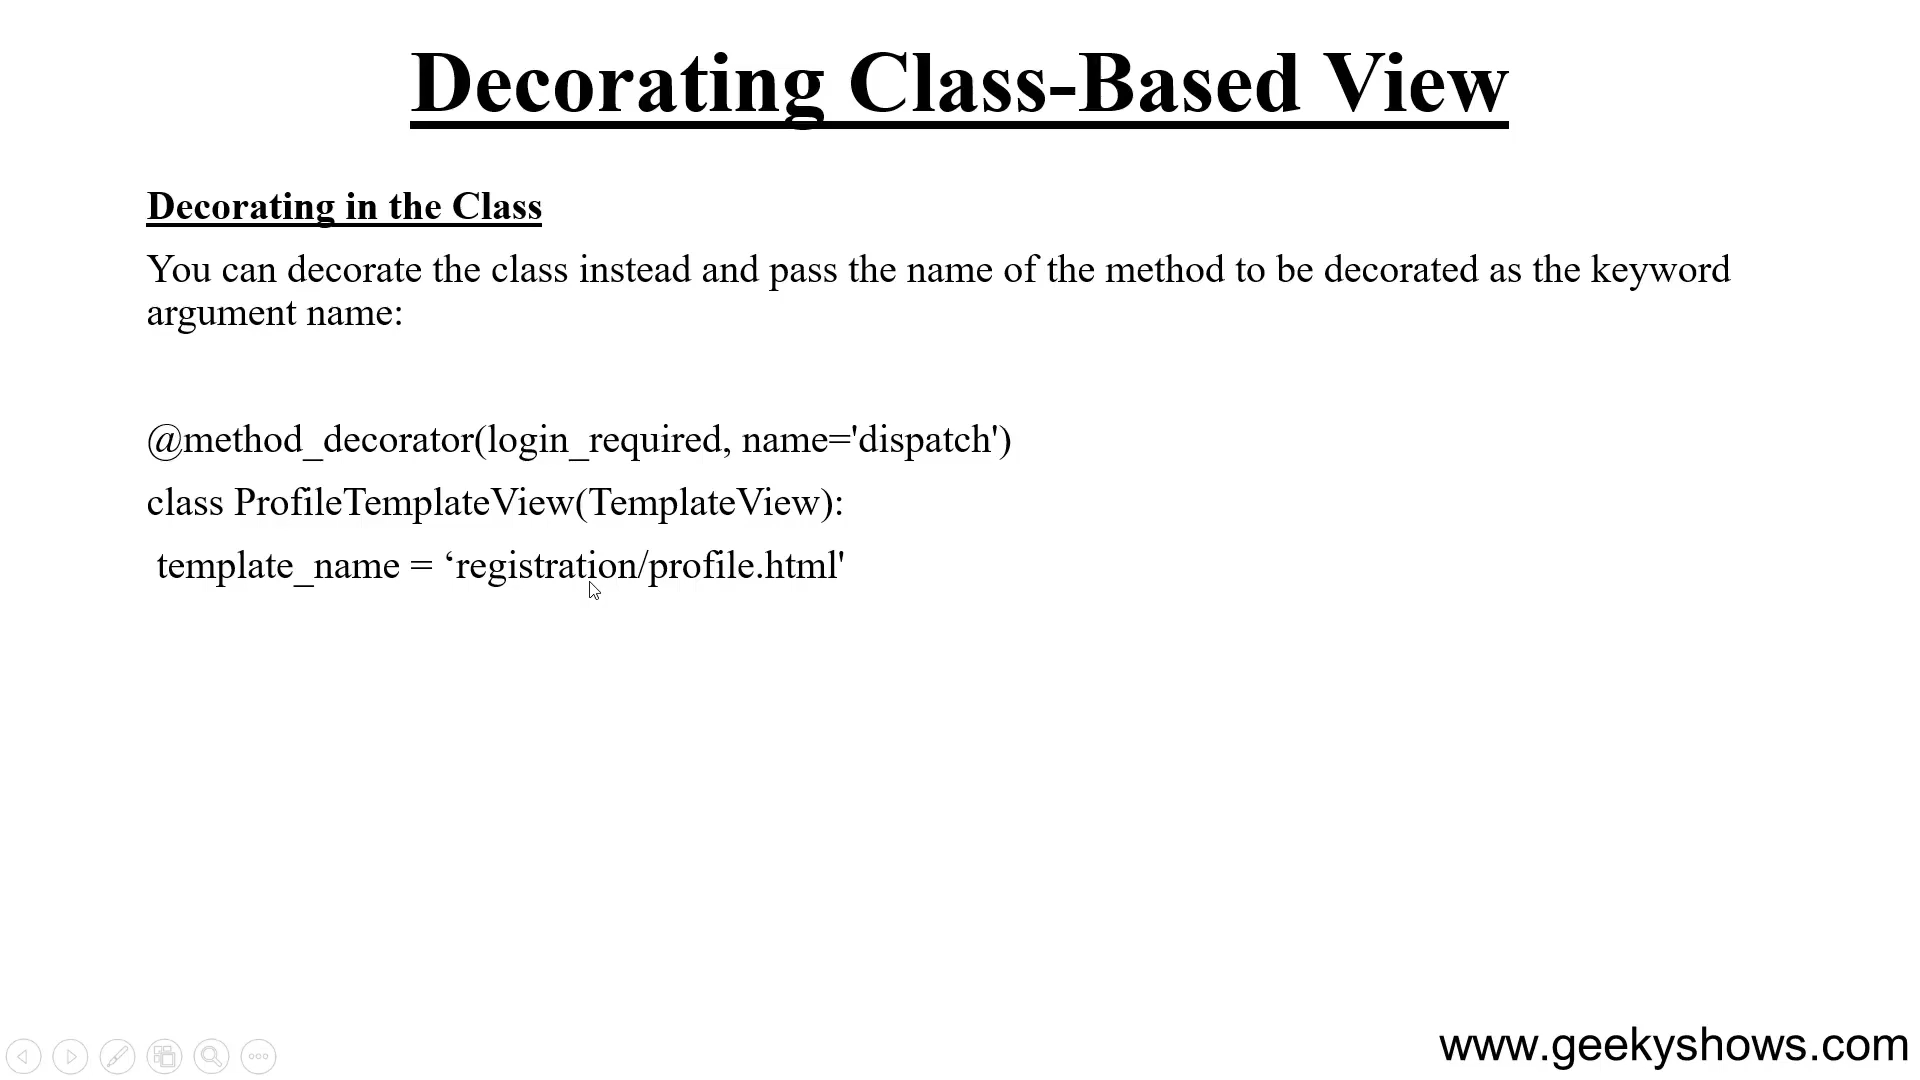 Decorating Class-Based View
Decorating in the Class
You can decorate the class instead and pass the name of the method to be decorated as the keyword
argument name:
@method_decorator(login_required, name='dispatch')
class ProfileTemplateView(TemplateView):
template_name = ‘registration/profile.html'
www.geekyshows.com